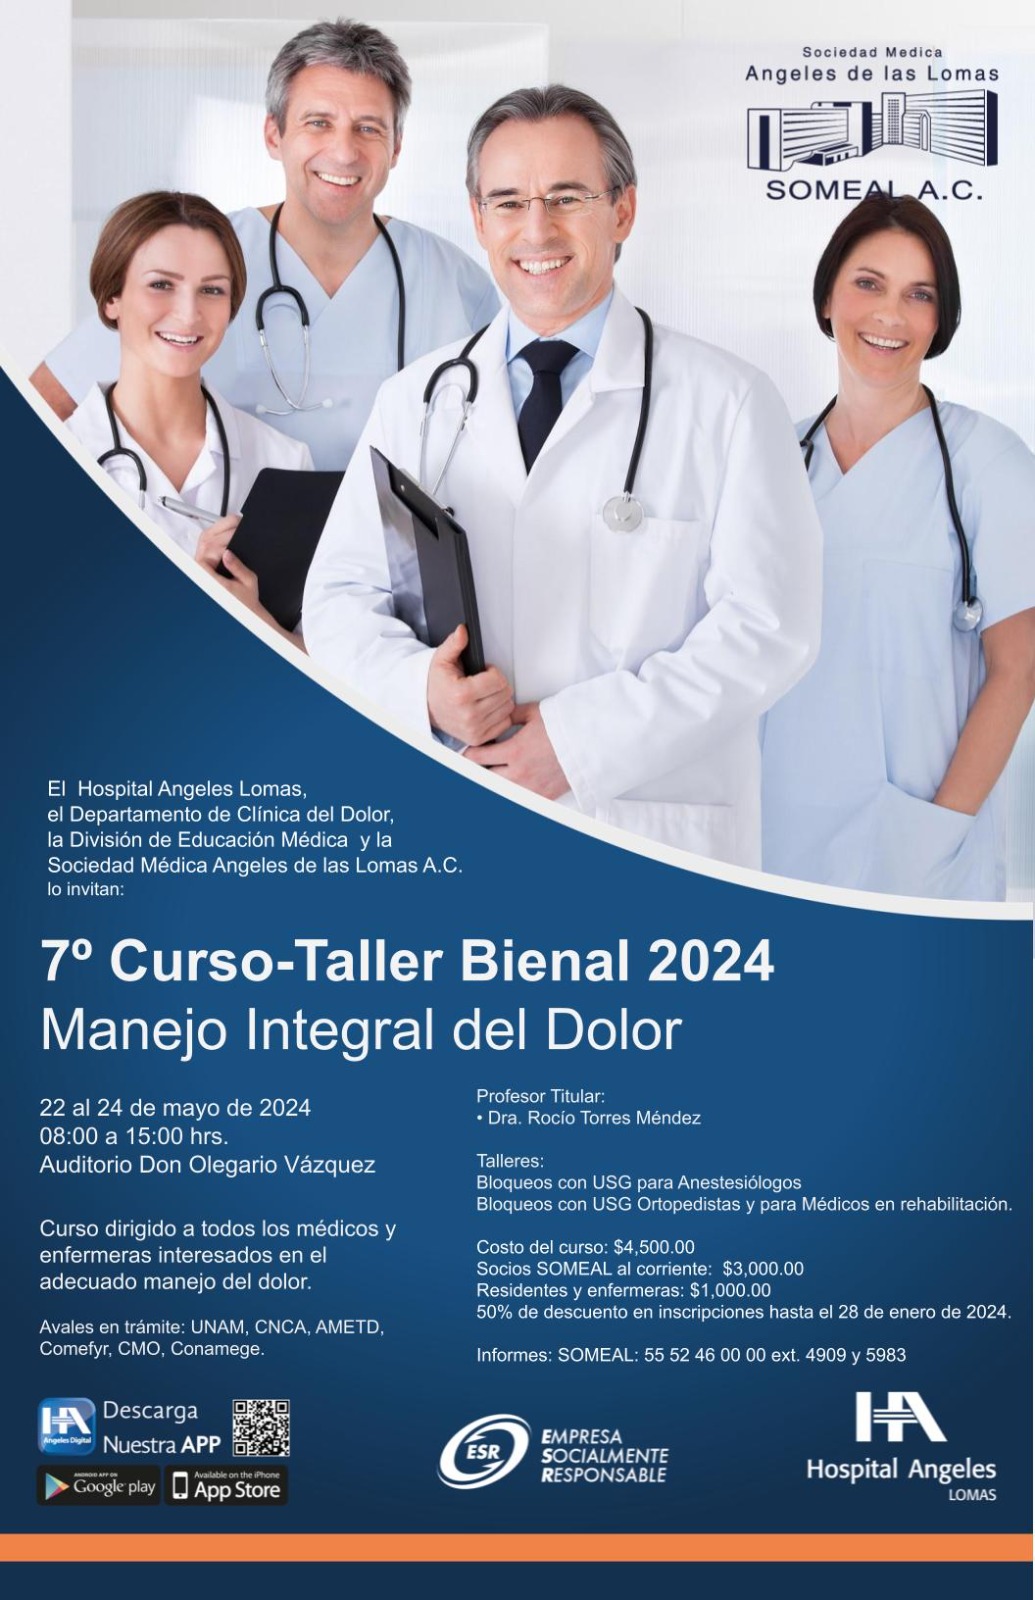 Sociedad Medica
Angeles de las Lomas
SOMEAL A.C.
El Hospital Angeles Lomas,
el Departamento de Clínica del Dolor,
la División de Educación Médica y la
Sociedad Médica Angeles de las Lomas A.C.
lo invitan:
7º Curso-Taller Bienal 2024
Manejo Integral del Dolor
22 al 24 de mayo de 2024
08:00 a 15:00 hrs.
Auditorio Don Olegario Vázquez
Curso dirigido a todos los médicos y
enfermeras interesados en el
adecuado manejo del dolor.
Avales en trámite: UNAM, CNCA, AMETD,
Comefyr, CMO, Conamege.
Profesor Titular:
• Dra. Rocío Torres Méndez
Talleres:
Bloqueos con USG para Anestesiólogos
Bloqueos con USG Ortopedistas y para Médicos en rehabilitación.
Costo del curso: $4,500.00
Socios SOMEAL al corriente: $3,000.00
Residentes y enfermeras: $1,000.00
50% de descuento en inscripciones hasta el 28 de enero de 2024.
Informes: SOMEAL: 55 52 46 00 00 ext. 4909 y 5983
HA
Angeles Digital
Descarga
Nuestra APP
ANDROID APP ON
Google play
Available on the iPhone
App Store
ESR
EMPRESA
SOCIALMENTE
RESPONSABLE
HA
Hospital Angeles
LOMAS